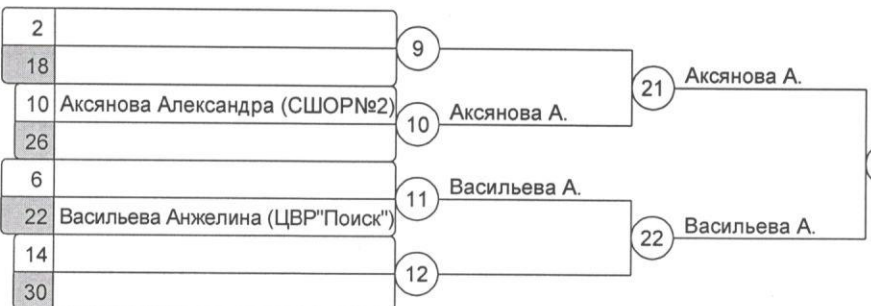 2
9
18
21 Аксянова А.
10 Аксянова Александра (СШОР№2)
10 Аксянова А.
26
6
11 Васильева А.
22 Васильева Анжелина (ЦВР"Поиск")
22 Васильева А.
14
12
30